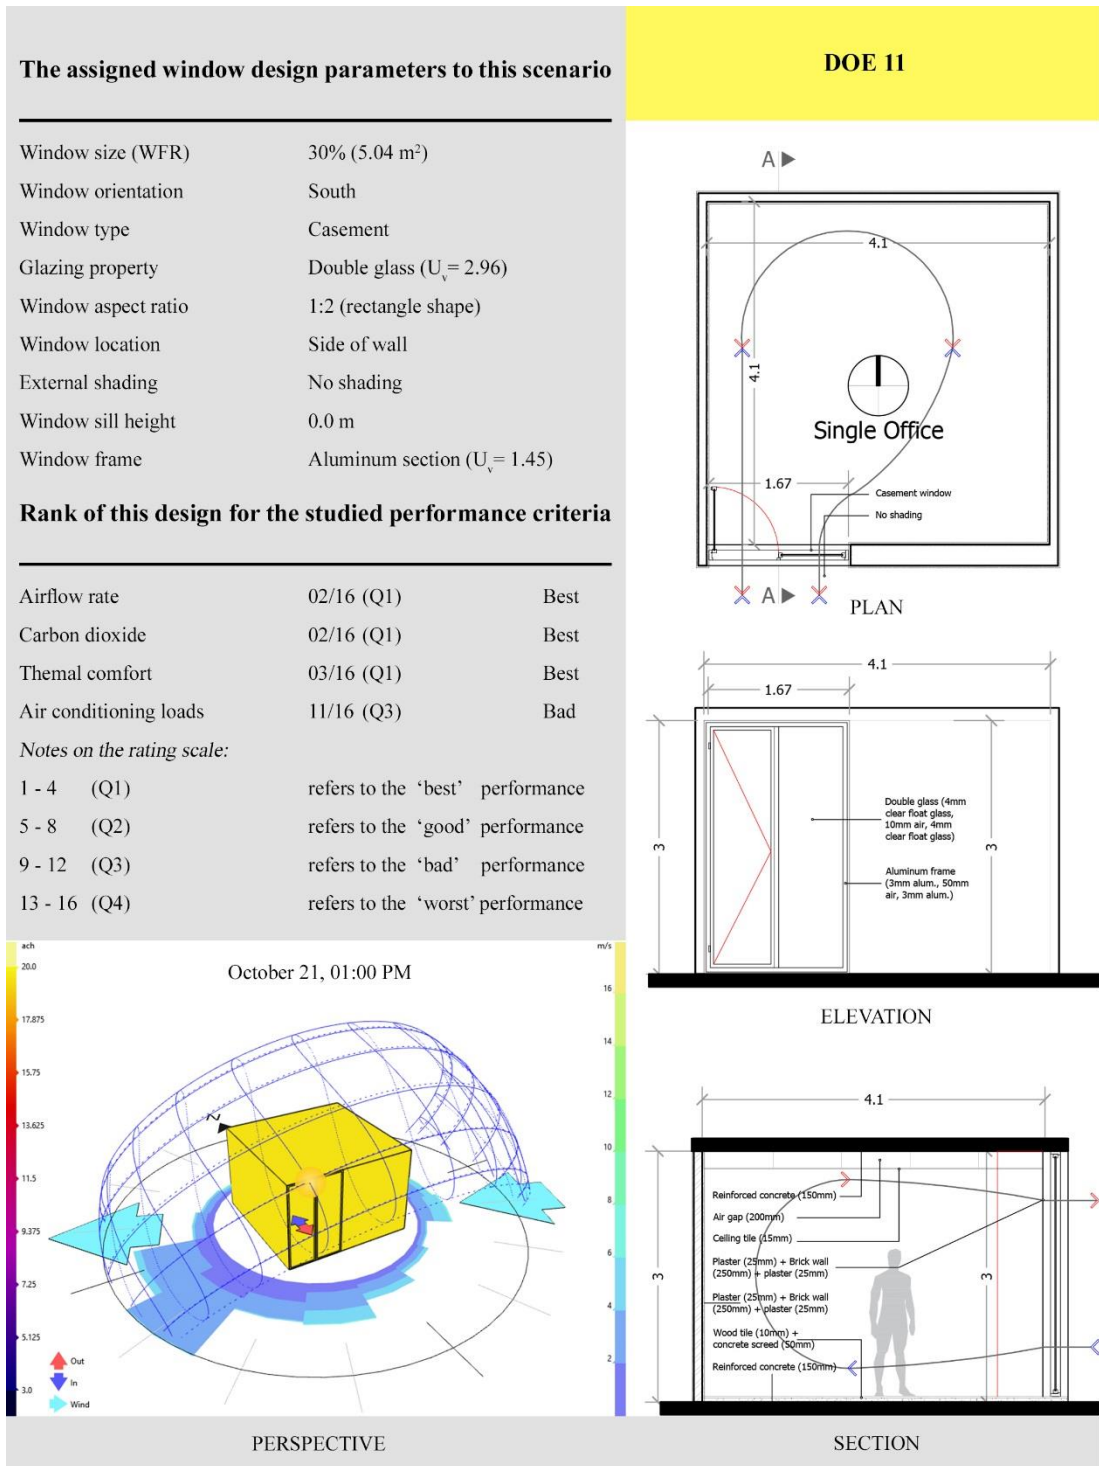 The assigned window design parameters to this scenario
Window size (WFR) 30% (5.04 m²)
Window orientation South
Window type Casement
Glazing property Double glass (Uᵥ= 2.96)
Window aspect ratio 1:2 (rectangle shape)
Window location Side of wall
External shading No shading
Window sill height 0.0 m
Window frame Aluminum section (Uᵥ= 1.45)
Rank of this design for the studied performance criteria
Airflow rate 02/16 (Q1) Best
Carbon dioxide 02/16 (Q1) Best
Themal comfort 03/16 (Q1) Best
Air conditioning loads 11/16 (Q3) Bad
Notes on the rating scale:
1 - 4 (Q1) refers to the ‘best’ performance
5 - 8 (Q2) refers to the ‘good’ performance
9 - 12 (Q3) refers to the ‘bad’ performance
13 - 16 (Q4) refers to the ‘worst’ performance
DOE 11
A
4.1
4.1
Single Office
1.67
Casement window
No shading
A
PLAN
4.1
1.67
3
3
Double glass (4mm
clear float glass,
10mm air, 4mm
clear float glass)
Aluminum frame
(3mm alum., 50mm
air, 3mm alum.)
ELEVATION
ach
20.0
17.875
15.75
13.625
11.5
9.375
7.25
5.125
3.0
October 21, 01:00 PM
N
Out
In
Wind
m/s
16
14
12
10
8
6
4
2
PERSPECTIVE
4.1
3
3
Reinforced concrete (150mm)
Air gap (200mm)
Ceiling tile (15mm)
Plaster (25mm) + Brick wall
(250mm) + plaster (25mm)
Plaster (25mm) + Brick wall
(250mm) + plaster (25mm)
Wood tile (10mm) +
concrete screed (50mm)
Reinforced concrete (150mm)
SECTION